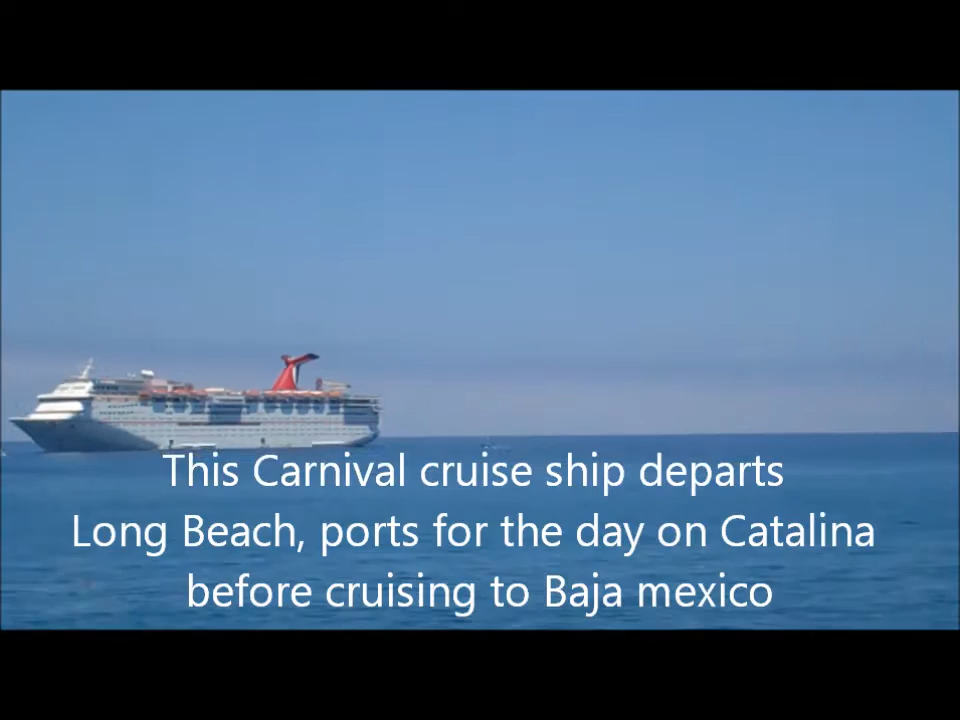 This Carnival cruise ship departs
Long Beach, ports for the day on Catalina
before cruising to Baja mexico